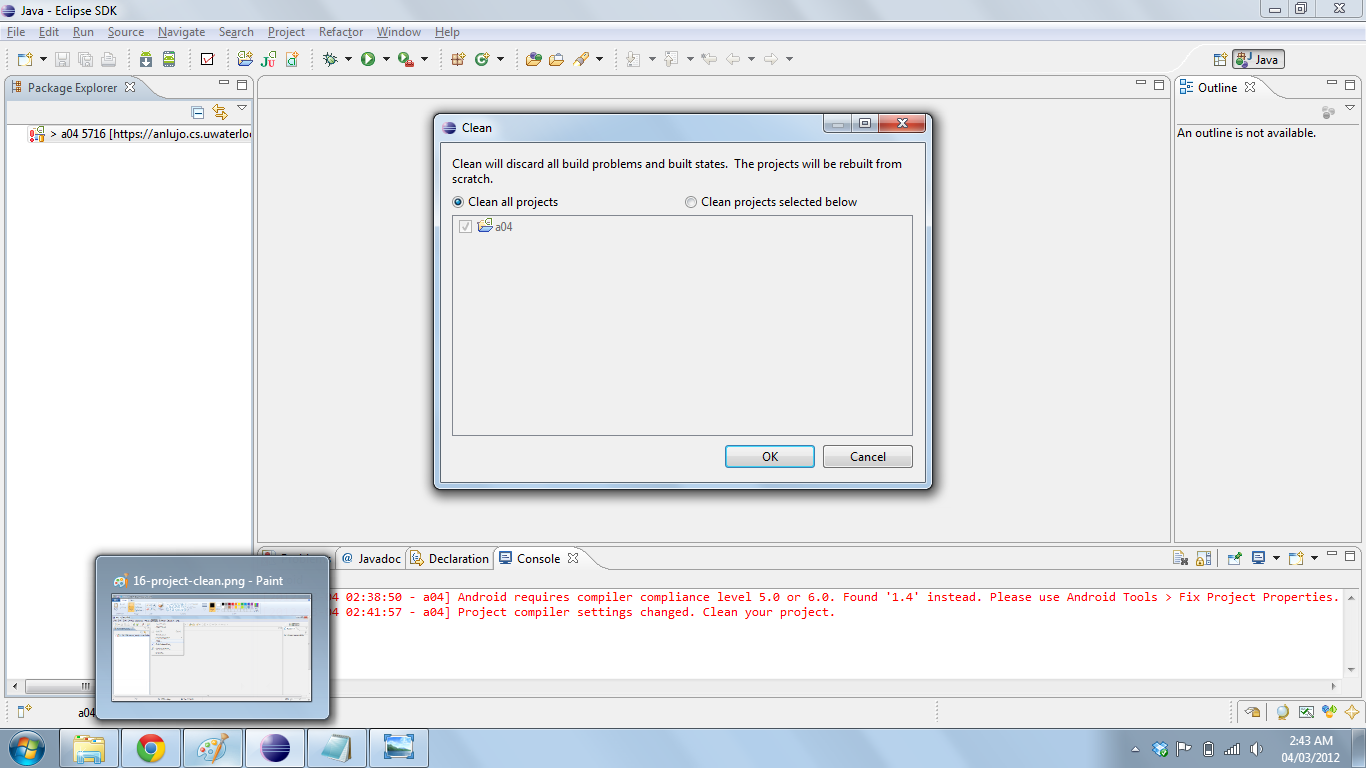 Java - Eclipse SDK
File Edit Run Source Navigate Search Project Refactor Window Help
Java
Package Explorer
> a04 5716 [https://anlujo.cs.uwaterloo
Outline
An outline is not available.
Clean
Clean will discard all build problems and built states. The projects will be rebuilt from
scratch.
Clean all projects Clean projects selected below
a04
OK Cancel
@ Javadoc Declaration Console
04 02:38:50 - a04] Android requires compiler compliance level 5.0 or 6.0. Found '1.4' instead. Please use Android Tools > Fix Project Properties.
04 02:41:57 - a04] Project compiler settings changed. Clean your project.
16-project-clean.png - Paint
a04
2:43 AM
04/03/2012